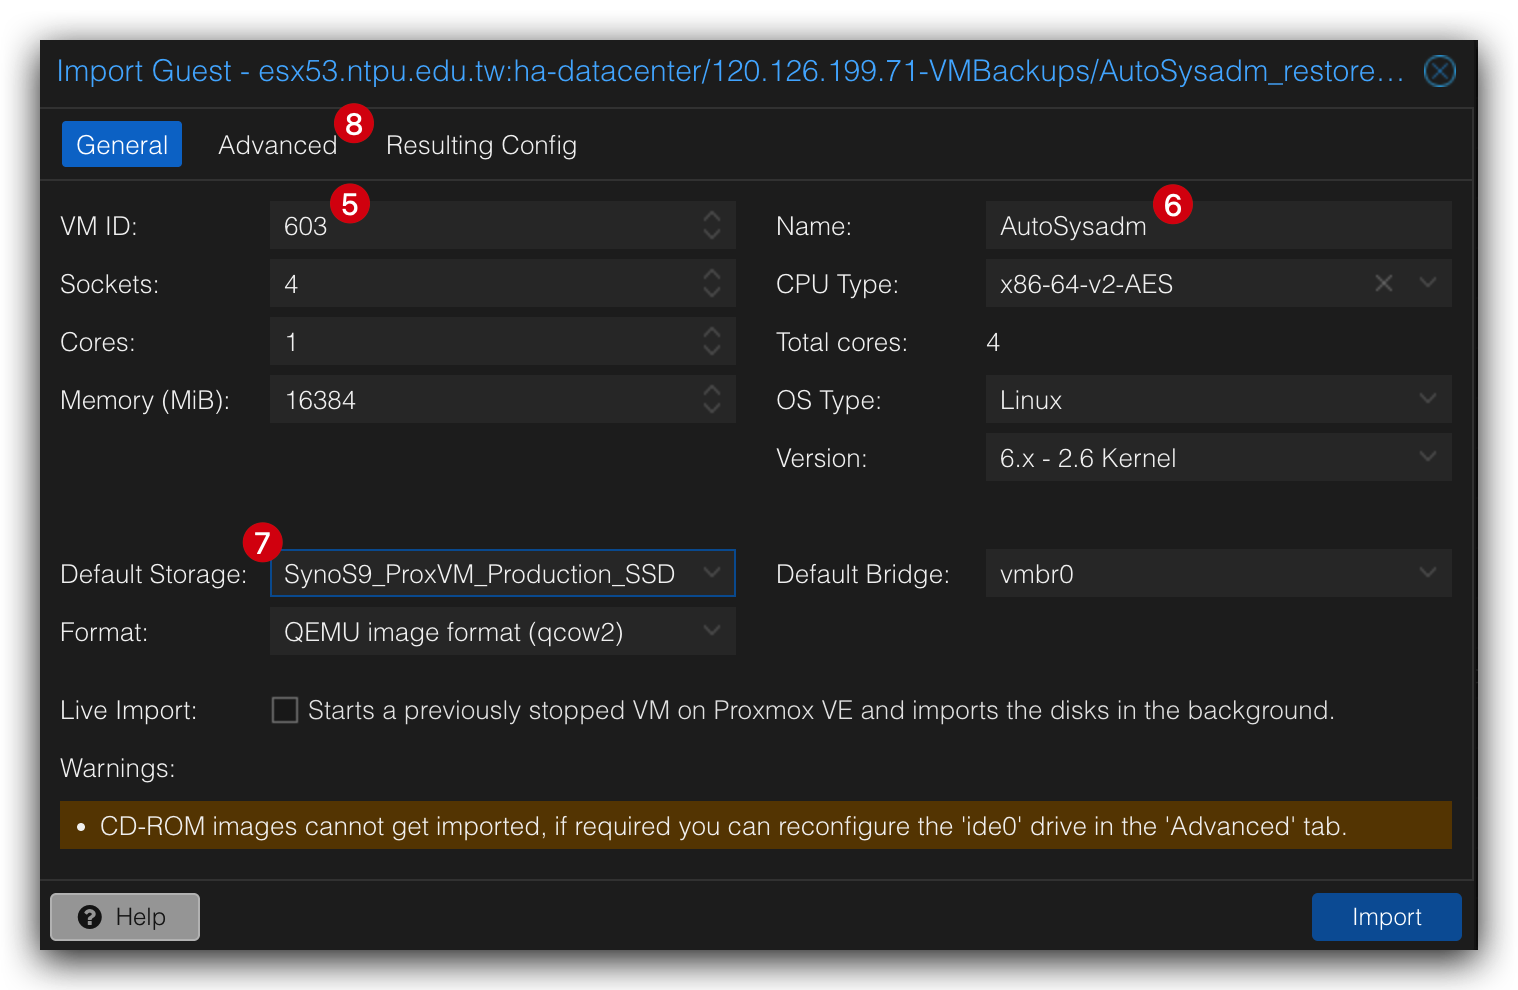 Import Guest - esx53.ntpu.edu.tw:ha-datacenter/120.126.199.71-VMBackups/AutoSysadm_restore...
General Advanced 8 Resulting Config
VM ID: 603 5 Name: AutoSysadm 6
Sockets: 4 CPU Type: x86-64-v2-AES
Cores: 1 Total cores: 4
Memory (MiB): 16384 OS Type: Linux
Version: 6.x - 2.6 Kernel
7
Default Storage: SynoS9_ProxVM_Production_SSD Default Bridge: vmbr0
Format: QEMU image format (qcow2)
Live Import: Starts a previously stopped VM on Proxmox VE and imports the disks in the background.
Warnings:
• CD-ROM images cannot get imported, if required you can reconfigure the 'ide0' drive in the 'Advanced' tab.
? Help Import